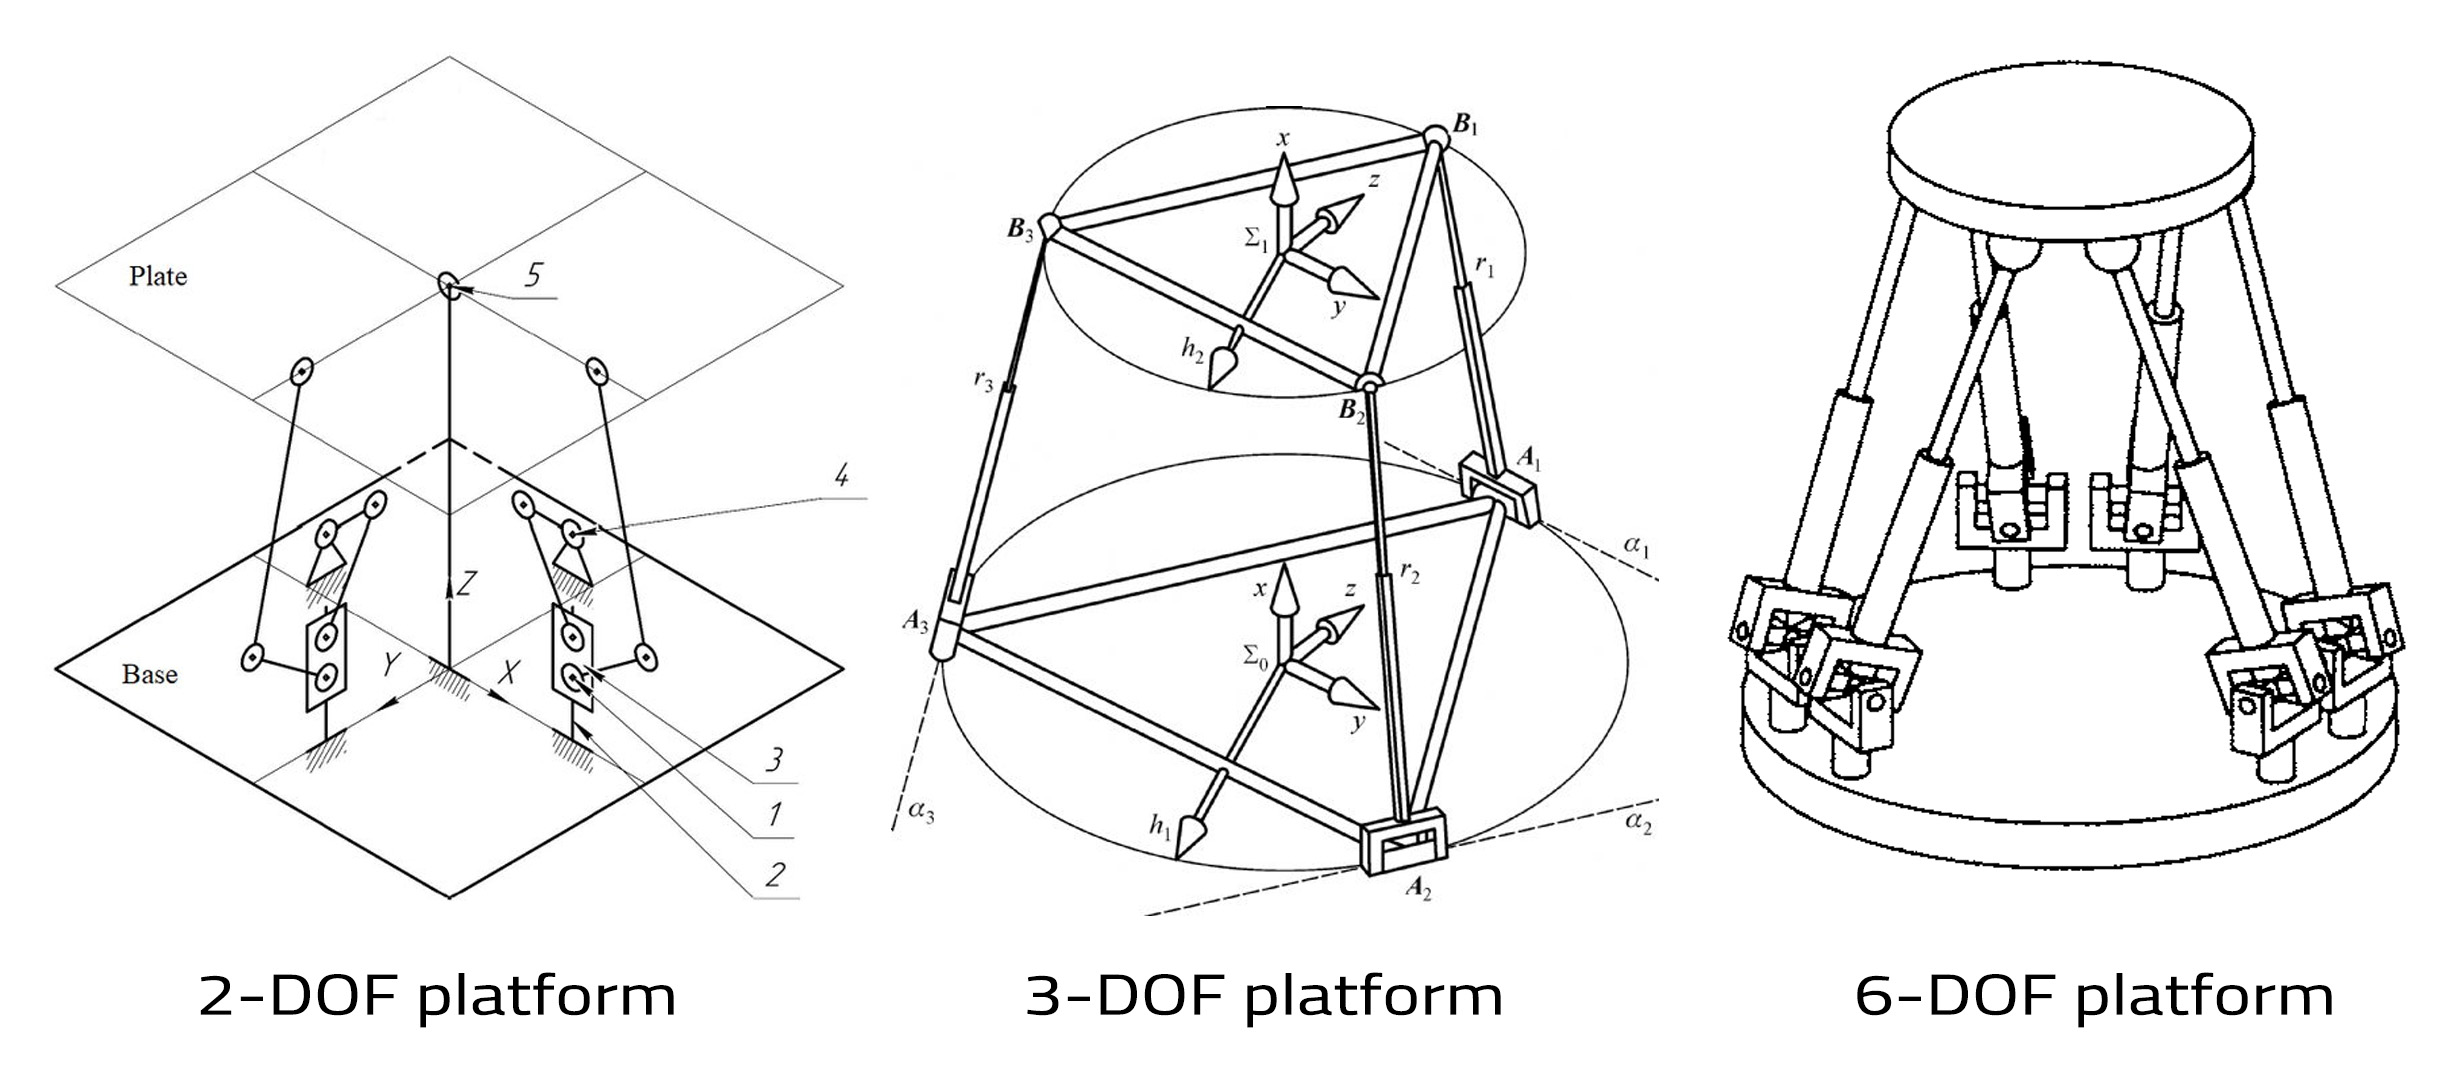 Plate
5
4
Z
Y
X
Base
3
1
2
B1
x
z
B3
Σ1
r1
y
h2
r3
B2
A1
α1
x
z
r2
A3
Σ0
y
h1
α3
α2
A2
2-DOF platform
3-DOF platform
6-DOF platform